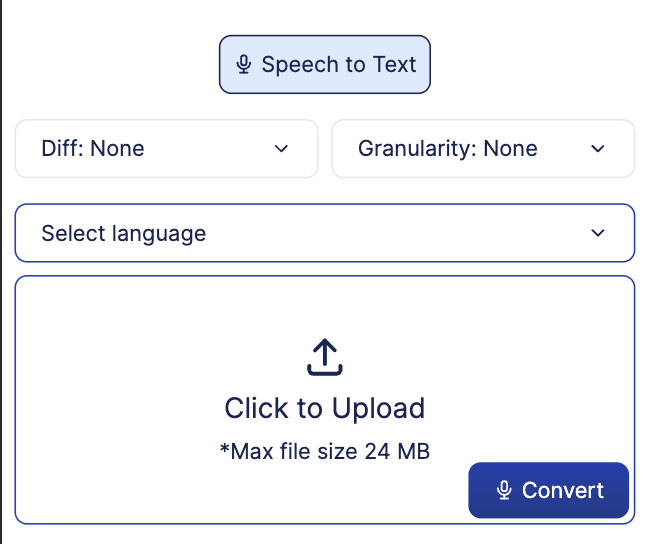 Speech to Text
Diff: None
Granularity: None
Select language
Click to Upload
*Max file size 24 MB
Convert